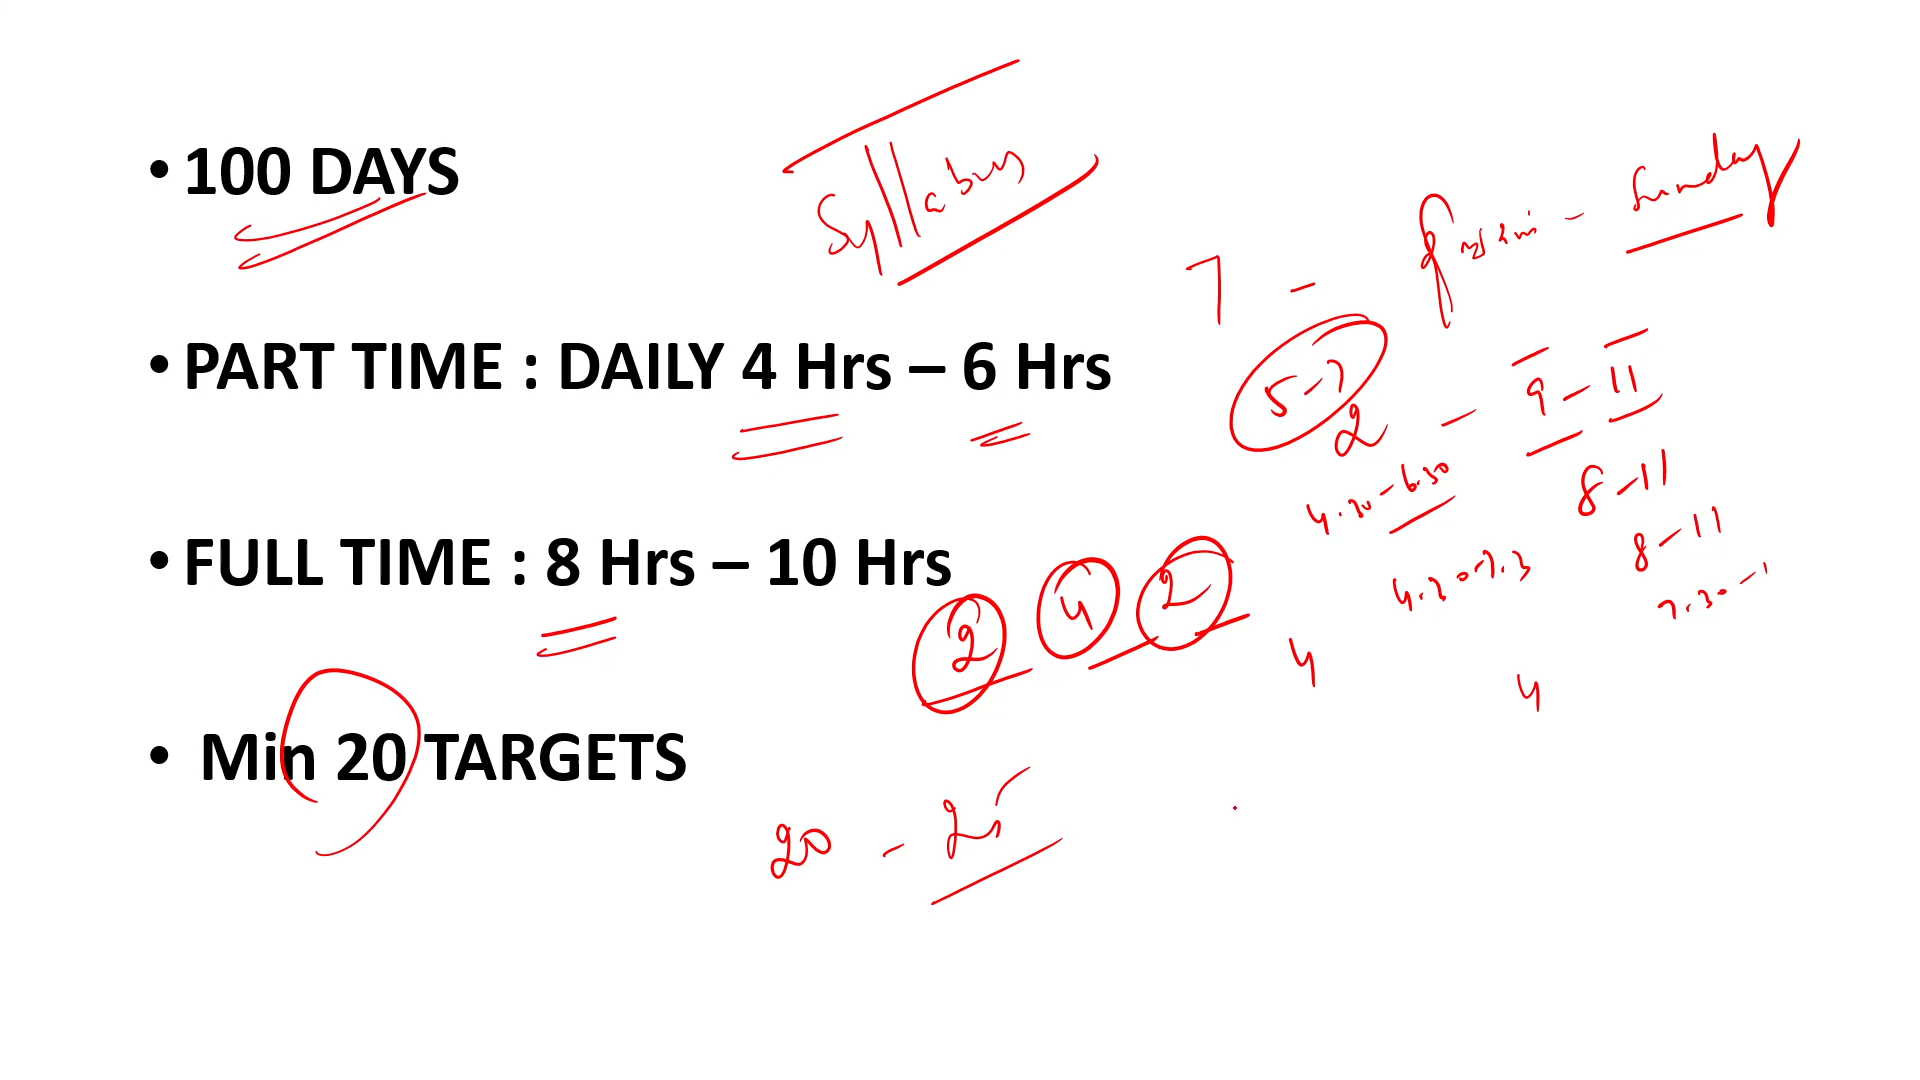 • 100 DAYS
Syllabus
7 - - Sunday
• PART TIME : DAILY 4 Hrs – 6 Hrs
5-7
2 - 9-11
4.30-6.30
8-11
8-11
• FULL TIME : 8 Hrs – 10 Hrs
2 4 2
4 4
• Min 20 TARGETS
20 - 25